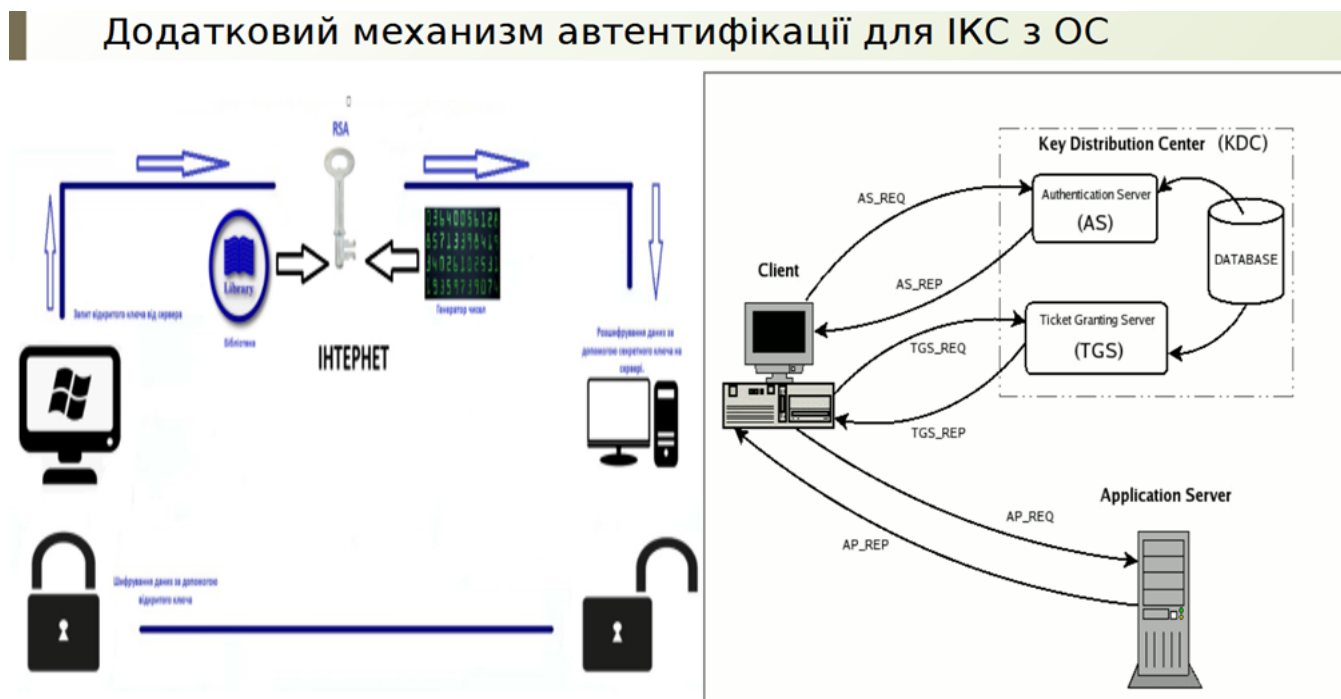 Додатковий механизм автентифікації для ІКС з ОС
RSA
Library
Запит відкритого ключа від сервера
Бібліотека
Генератор чисел
ІНТЕРНЕТ
Розшифрування даних за
допомогою секретного ключа на
сервері.
Шифрування даних за допомогою
відкритого ключа
Key Distribution Center (KDC)
Authentication Server
(AS)
DATABASE
Ticket Granting Server
(TGS)
Client
AS_REQ
AS_REP
TGS_REQ
TGS_REP
AP_REQ
AP_REP
Application Server